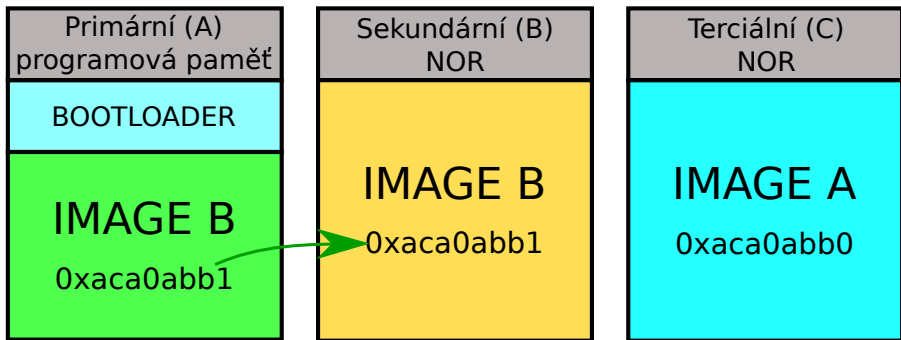 Primární (A)
programová paměť
BOOTLOADER
IMAGE B
0xaca0abb1
Sekundární (B)
NOR
IMAGE B
0xaca0abb1
Terciální (C)
NOR
IMAGE A
0xaca0abb0